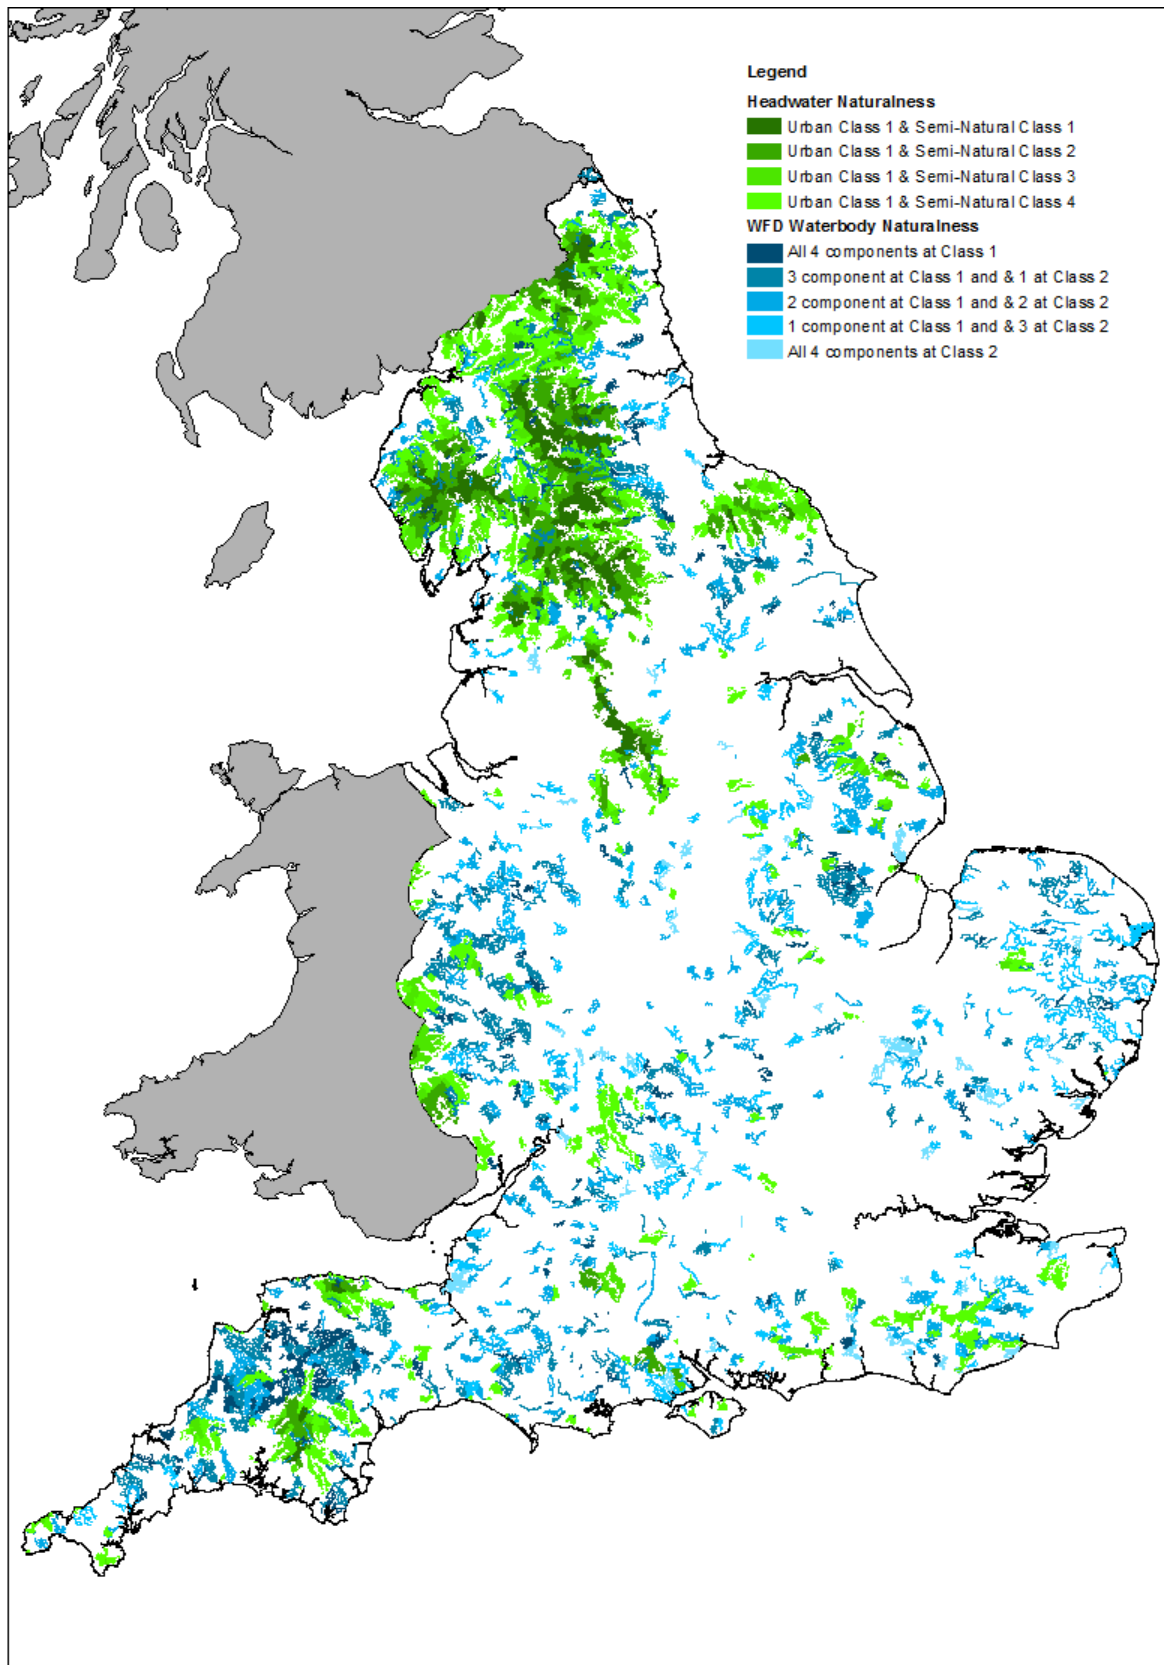 Legend
Headwater Naturalness
Urban Class 1 & Semi-Natural Class 1
Urban Class 1 & Semi-Natural Class 2
Urban Class 1 & Semi-Natural Class 3
Urban Class 1 & Semi-Natural Class 4
WFD Waterbody Naturalness
All 4 components at Class 1
3 component at Class 1 and & 1 at Class 2
2 component at Class 1 and & 2 at Class 2
1 component at Class 1 and & 3 at Class 2
All 4 components at Class 2